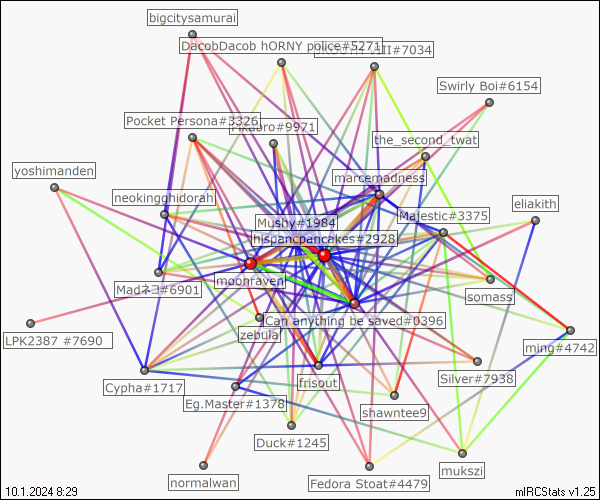 bigcitysamurai
DacobDacob hORNY police#5271
VIII#7034
Swirly Boi#6154
Pocket Persona#3326
#9971
the_second_twat
yoshimanden
marcemadness
neokingghidorah
eliakith
Majestic#3375
Mushy#1984
hispancpancakes#2928
moonraven
Madネコ#6901
somass
Can anything be saved#0396
zebula
LPK2387 #7690
ming#4742
Cypha#1717
frisout
Silver#7938
Eg.Master#1378
shawntee9
Duck#1245
mukszi
normalwan
Fedora Stoat#4479
10.1.2024 8:29
mIRCStats v1.25